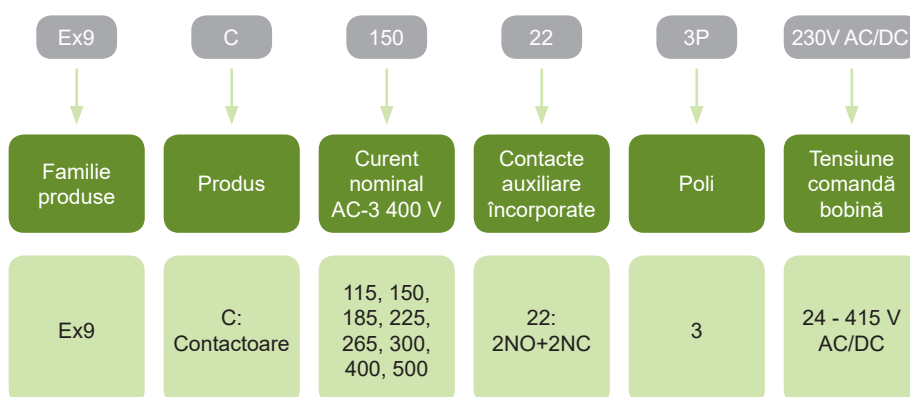 Ex9
C
150
22
3P
230V AC/DC
Familie
produse
Produs
Curent
nominal
AC-3 400 V
Contacte
auxiliare
încorporate
Poli
Tensiune
comandă
bobină
Ex9
C:
Contactoare
115, 150,
185, 225,
265, 300,
400, 500
22:
2NO+2NC
3
24 - 415 V
AC/DC